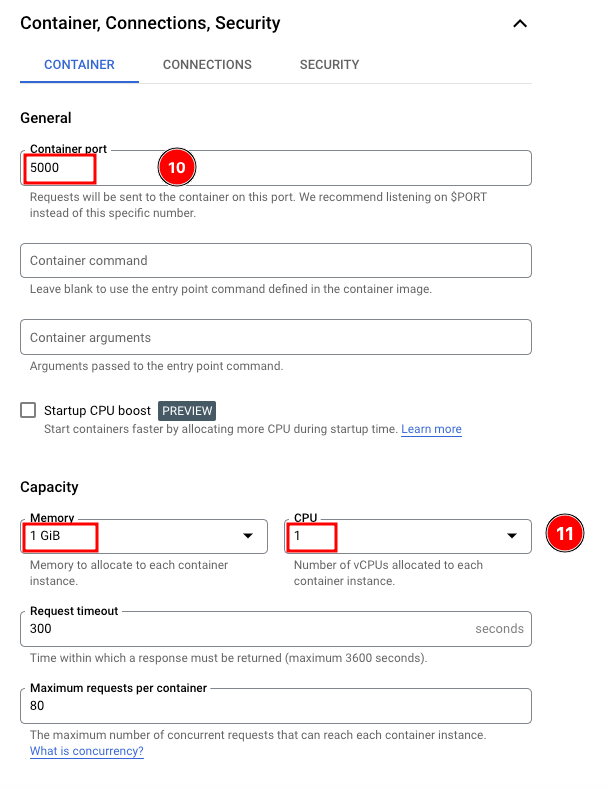 Container, Connections, Security
CONTAINER CONNECTIONS SECURITY
General
Container port
5000
10
Requests will be sent to the container on this port. We recommend listening on $PORT
instead of this specific number.
Container command
Leave blank to use the entry point command defined in the container image.
Container arguments
Arguments passed to the entry point command.
Startup CPU boost PREVIEW
Start containers faster by allocating more CPU during startup time. Learn more
Capacity
Memory
1 GiB
Memory to allocate to each container
instance.
CPU
1
11
Number of vCPUs allocated to each
container instance.
Request timeout
300 seconds
Time within which a response must be returned (maximum 3600 seconds).
Maximum requests per container
80
The maximum number of concurrent requests that can reach each container instance.
What is concurrency?